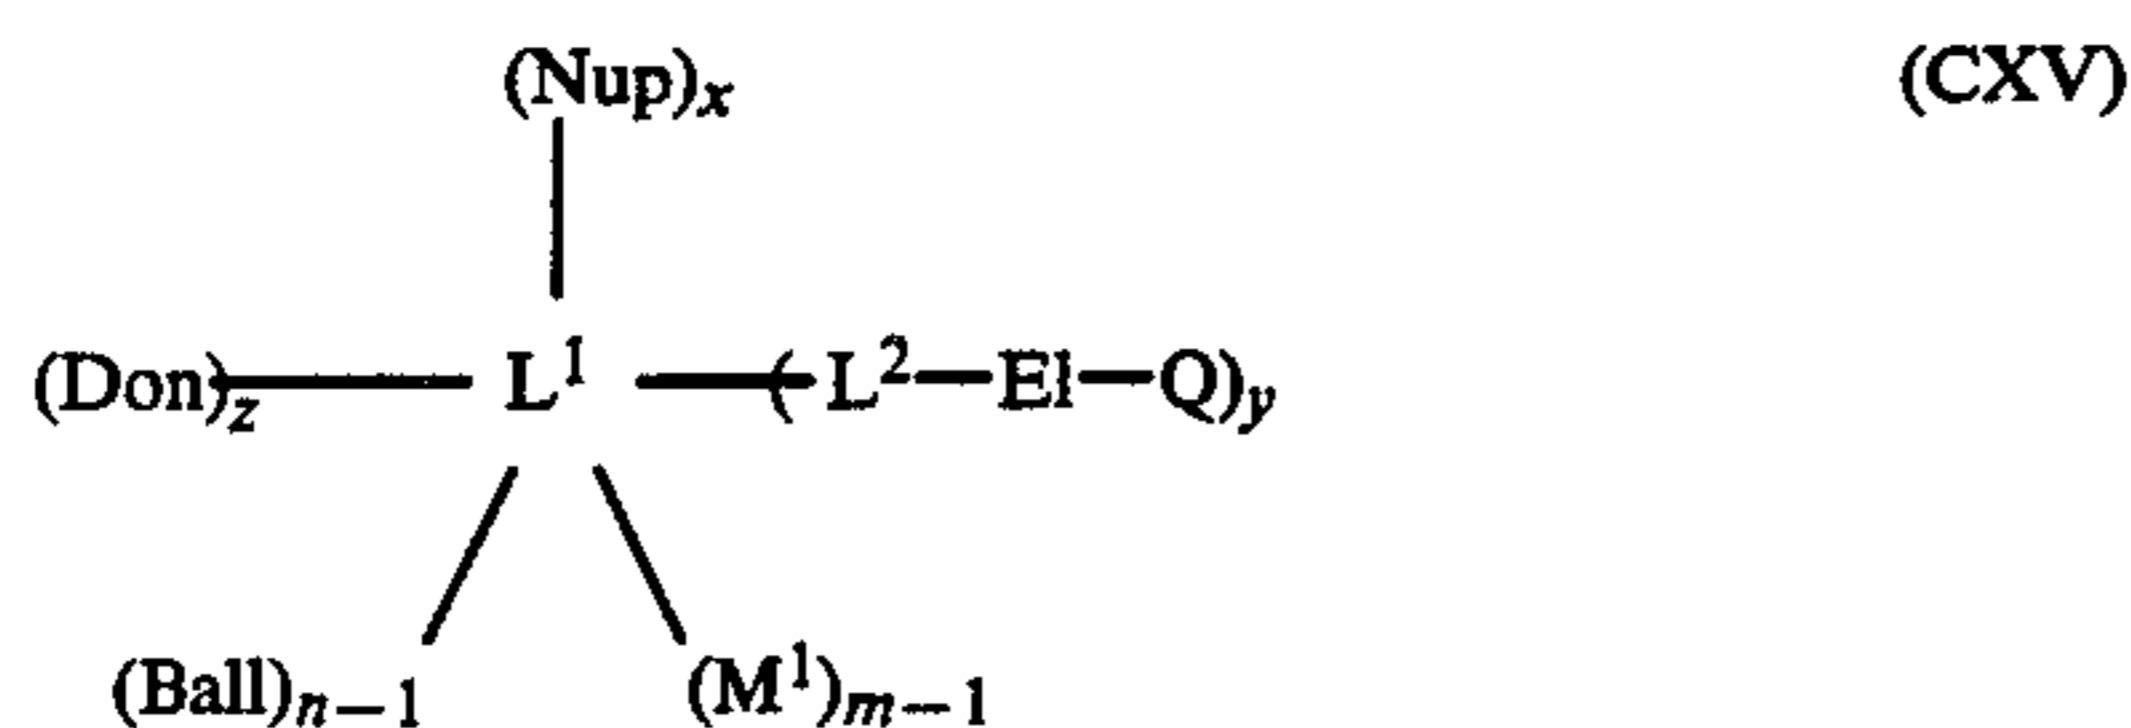 (Nup)x (CXV)
(Don)z — L¹ — ( L²—El—Q)y
(Ball)n−1 (M¹)m−1